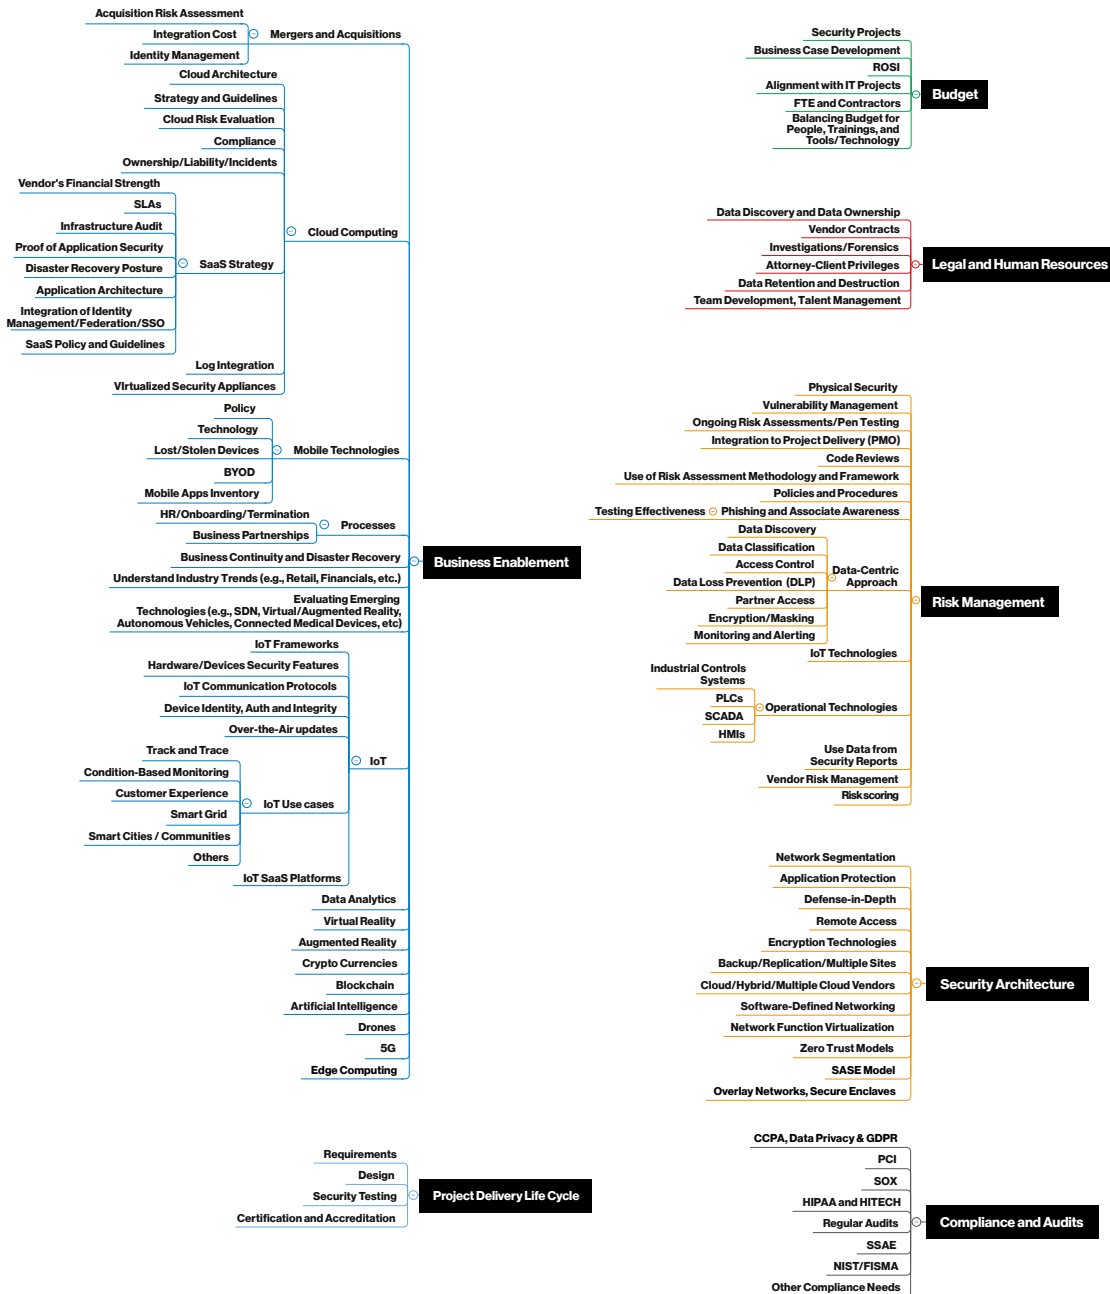 Acquisition Risk Assessment
Integration Cost
Identity Management
Mergers and Acquisitions
Cloud Architecture
Strategy and Guidelines
Cloud Risk Evaluation
Compliance
Ownership/Liability/Incidents
Vendor's Financial Strength
SLAs
Infrastructure Audit
Proof of Application Security
Disaster Recovery Posture
Application Architecture
Integration of Identity
Management/Federation/SSO
SaaS Policy and Guidelines
SaaS Strategy
Log Integration
VIrtualized Security Appliances
Cloud Computing
Policy
Technology
Lost/Stolen Devices
BYOD
Mobile Apps Inventory
Mobile Technologies
HR/Onboarding/Termination
Business Partnerships
Processes
Business Continuity and Disaster Recovery
Understand Industry Trends (e.g., Retail, Financials, etc.)
Evaluating Emerging
Technologies (e.g., SDN, Virtual/Augmented Reality,
Autonomous Vehicles, Connected Medical Devices, etc)
IoT Frameworks
Hardware/Devices Security Features
IoT Communication Protocols
Device Identity, Auth and Integrity
Over-the-Air updates
Track and Trace
Condition-Based Monitoring
Customer Experience
Smart Grid
Smart Cities / Communities
Others
IoT Use cases
IoT SaaS Platforms
IoT
Data Analytics
Virtual Reality
Augmented Reality
Crypto Currencies
Blockchain
Artificial Intelligence
Drones
5G
Edge Computing
Business Enablement
Requirements
Design
Security Testing
Certification and Accreditation
Project Delivery Life Cycle
Security Projects
Business Case Development
ROSI
Alignment with IT Projects
FTE and Contractors
Balancing Budget for
People, Trainings, and
Tools/Technology
Budget
Data Discovery and Data Ownership
Vendor Contracts
Investigations/Forensics
Attorney-Client Privileges
Data Retention and Destruction
Team Development, Talent Management
Legal and Human Resources
Physical Security
Vulnerability Management
Ongoing Risk Assessments/Pen Testing
Integration to Project Delivery (PMO)
Code Reviews
Use of Risk Assessment Methodology and Framework
Policies and Procedures
Testing Effectiveness
Phishing and Associate Awareness
Data Discovery
Data Classification
Access Control
Data Loss Prevention (DLP)
Partner Access
Encryption/Masking
Monitoring and Alerting
Data-Centric
Approach
IoT Technologies
Industrial Controls
Systems
PLCs
SCADA
HMIs
Operational Technologies
Use Data from
Security Reports
Vendor Risk Management
Risk scoring
Risk Management
Network Segmentation
Application Protection
Defense-in-Depth
Remote Access
Encryption Technologies
Backup/Replication/Multiple Sites
Cloud/Hybrid/Multiple Cloud Vendors
Software-Defined Networking
Network Function Virtualization
Zero Trust Models
SASE Model
Overlay Networks, Secure Enclaves
Security Architecture
CCPA, Data Privacy & GDPR
PCI
SOX
HIPAA and HITECH
Regular Audits
SSAE
NIST/FISMA
Other Compliance Needs
Compliance and Audits